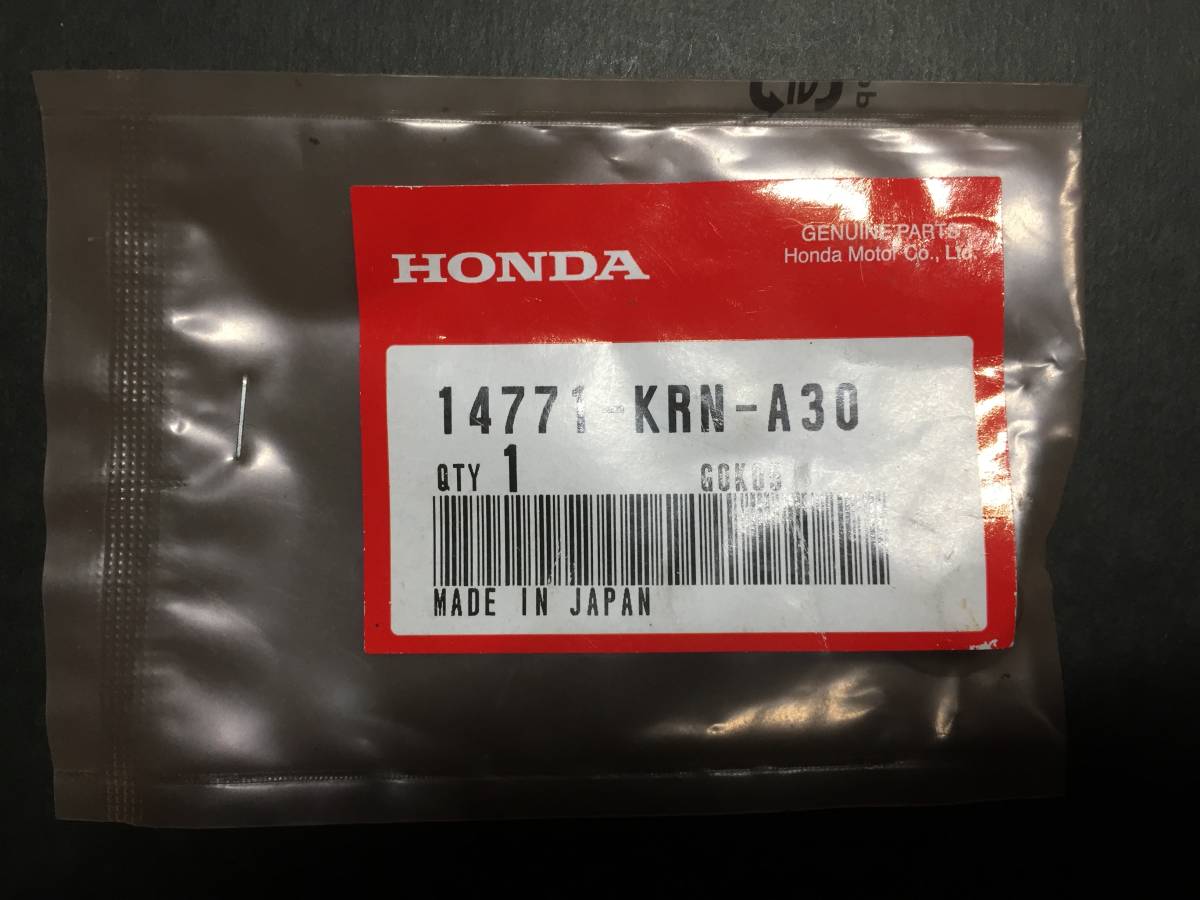 HONDA
GENUINE PARTS
Honda Motor Co., Ltd.
14771-KRN-A30
QTY 1
MADE IN JAPAN